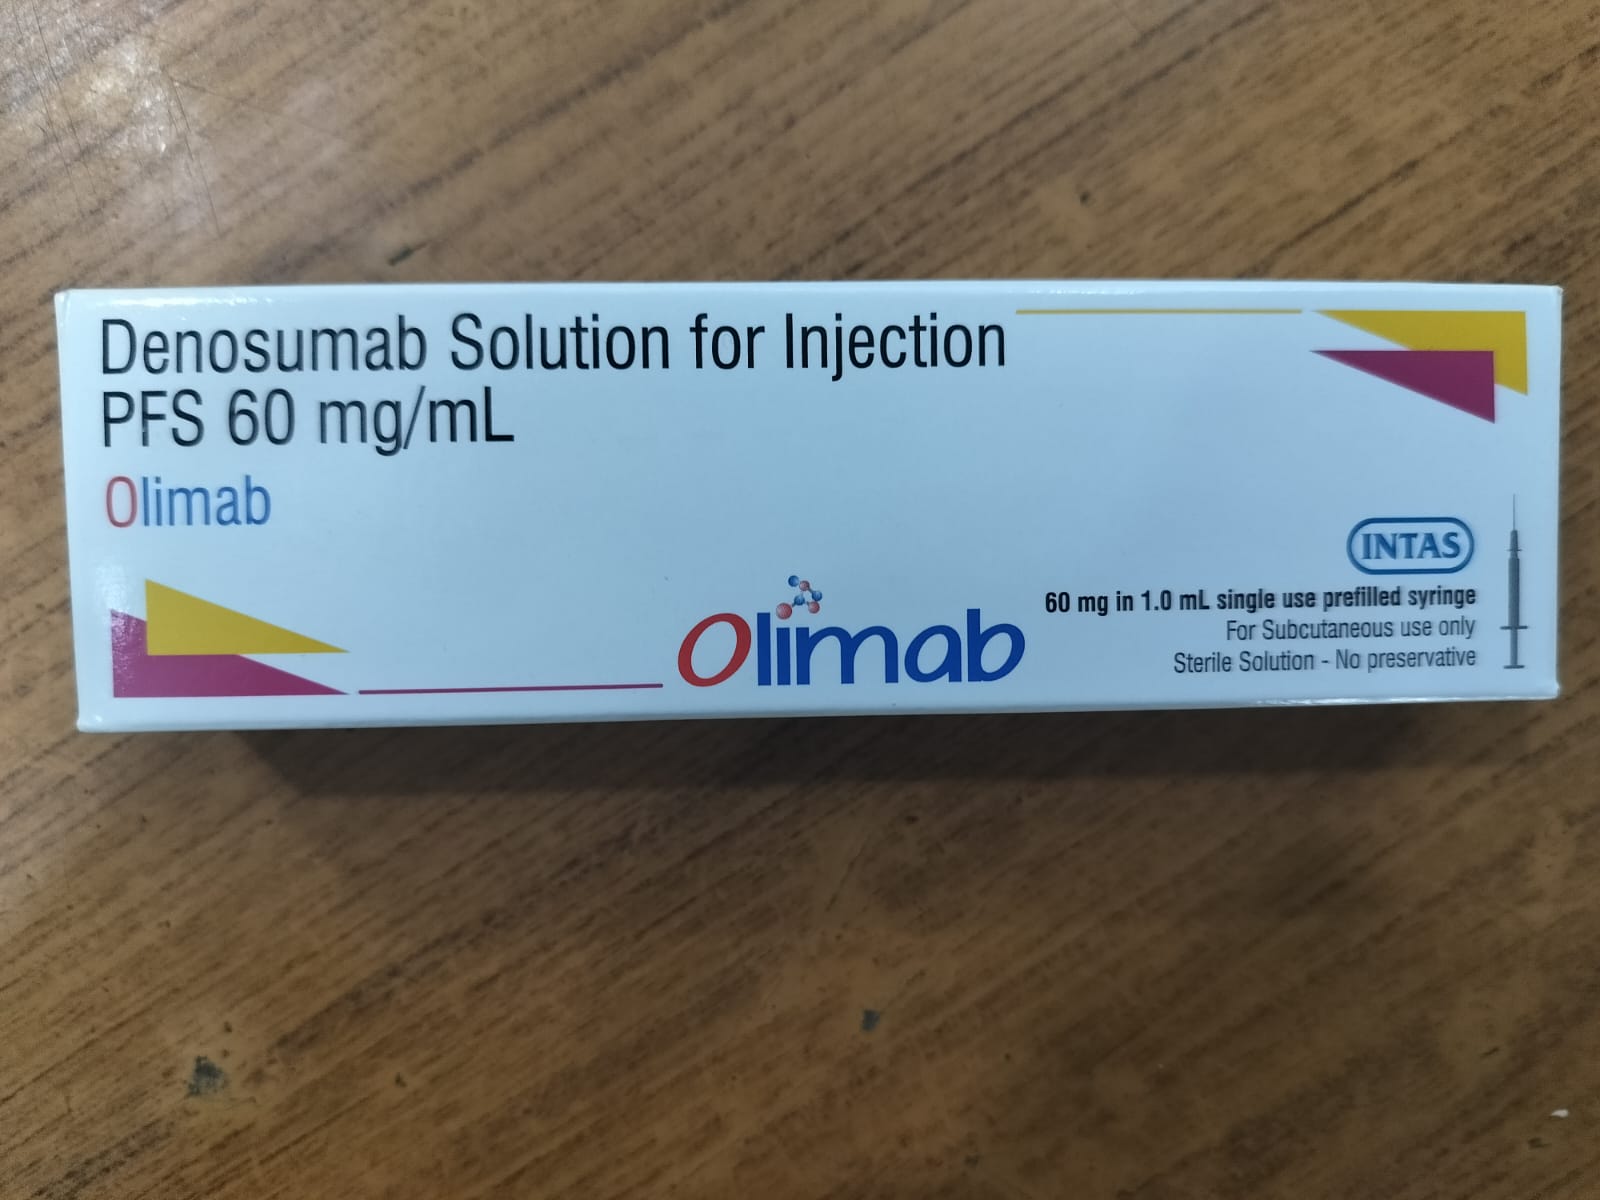 Denosumab Solution for Injection
PFS 60 mg/mL
Olimab
INTAS
Olimab
60 mg in 1.0 mL single use prefilled syringe
For Subcutaneous use only
Sterile Solution - No preservative